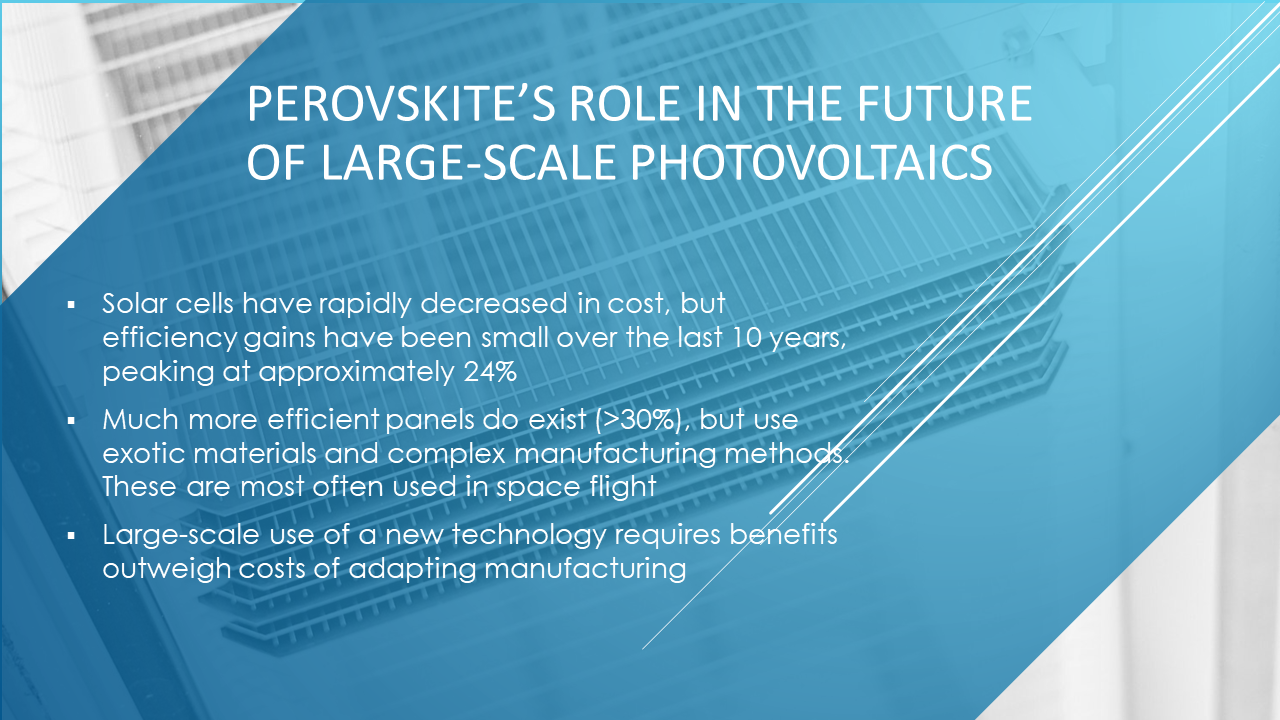 PEROVSKITE’S ROLE IN THE FUTURE
OF LARGE-SCALE PHOTOVOLTAICS
▪ Solar cells have rapidly decreased in cost, but
efficiency gains have been small over the last 10 years,
peaking at approximately 24%
▪ Much more efficient panels do exist (>30%), but use
exotic materials and complex manufacturing methods.
These are most often used in space flight
▪ Large-scale use of a new technology requires benefits
outweigh costs of adapting manufacturing